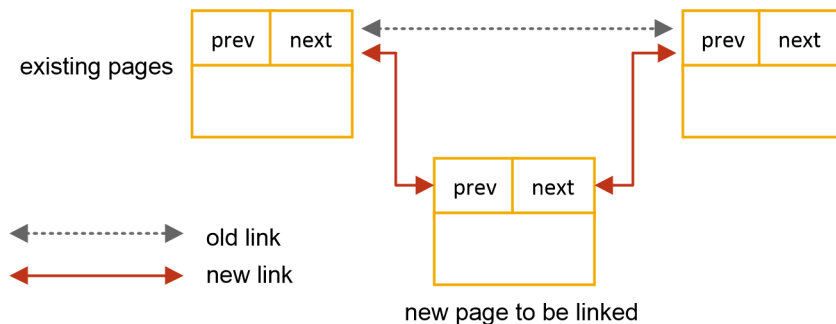 prev next
prev next
existing pages
prev next
old link
new link
new page to be linked